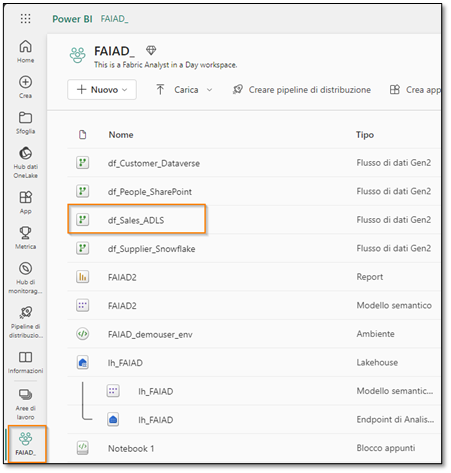 Power BI FAIAD_
FAIAD_
This is a Fabric Analyst in a Day workspace.
Nuovo
Carica
Creare pipeline di distribuzione
Crea app
Home
Crea
Sfoglia
Hub dati
OneLake
App
Metrica
Hub di
monitorag...
Pipeline di
distribuzio...
Informazioni
Aree di
lavoro
FAIAD_
Nome Tipo
df_Customer_Dataverse Flusso di dati Gen2
df_People_SharePoint Flusso di dati Gen2
df_Sales_ADLS Flusso di dati Gen2
df_Supplier_Snowflake Flusso di dati Gen2
FAIAD2 Report
FAIAD2 Modello semantico
FAIAD_demouser_env Ambiente
lh_FAIAD Lakehouse
lh_FAIAD Modello semantic...
lh_FAIAD Endpoint di Analis...
Notebook 1 Blocco appunti